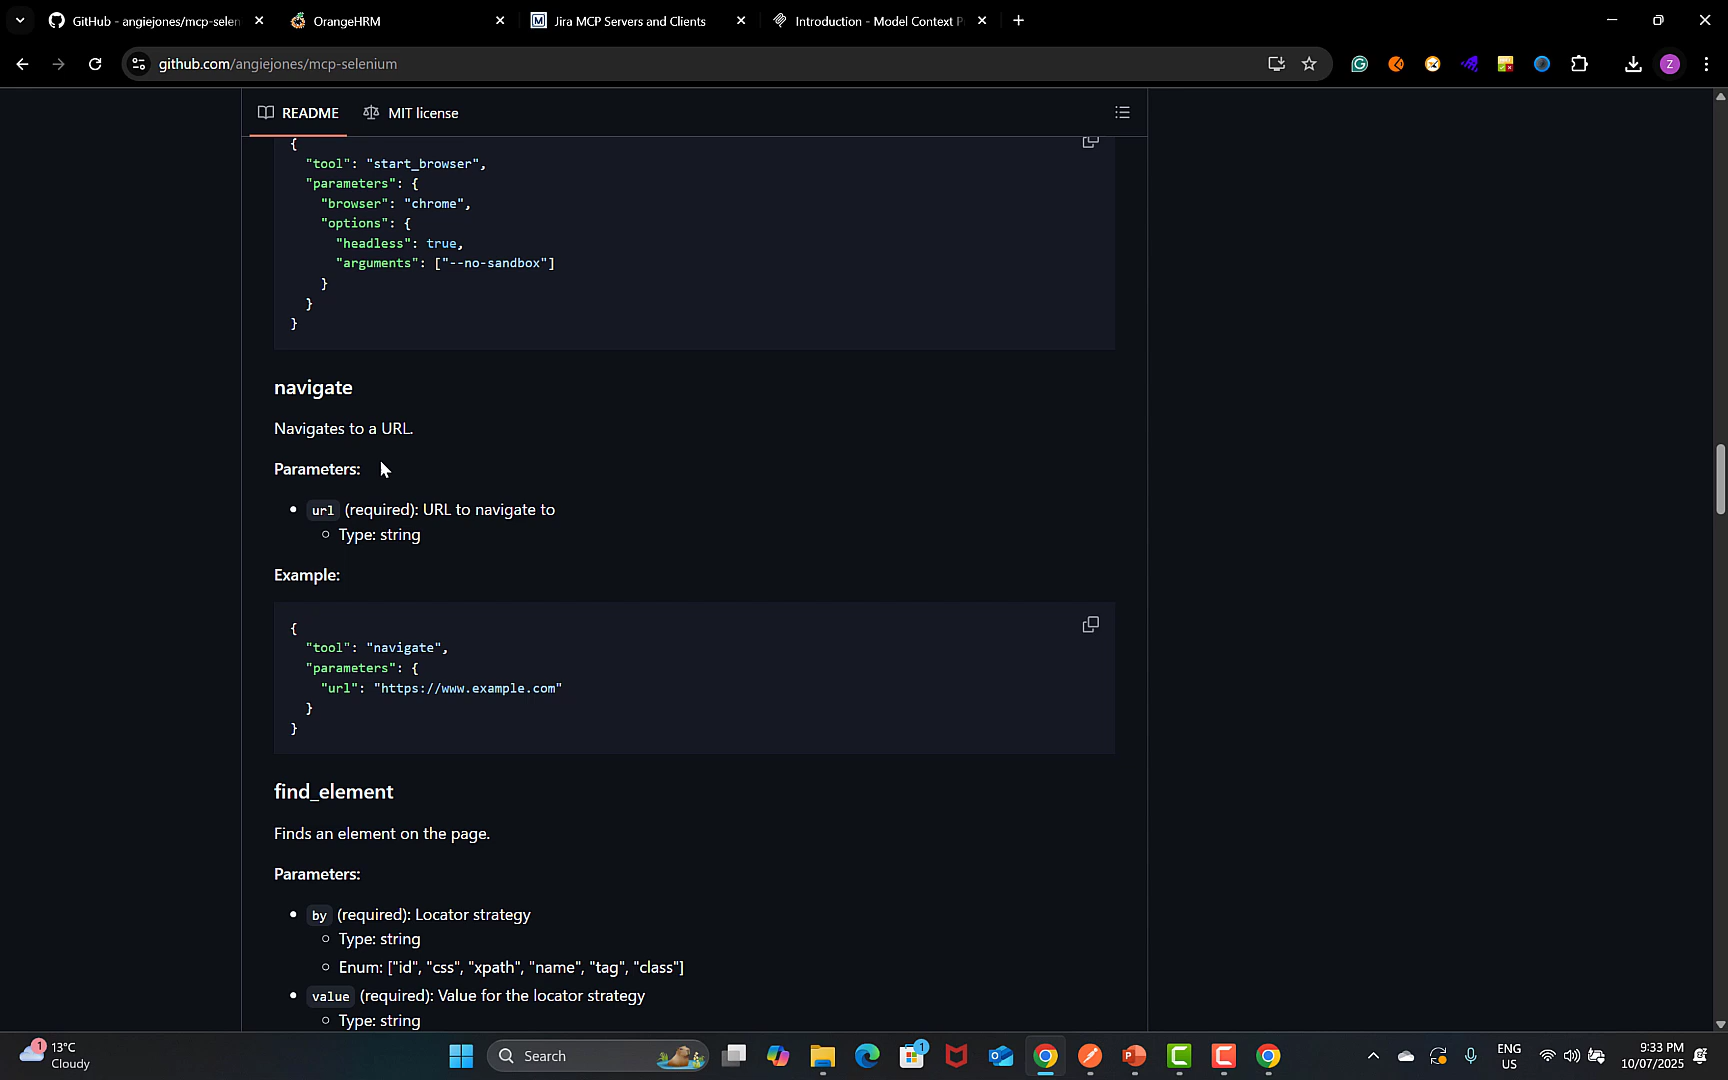 GitHub - angiejones/mcp-selen
OrangeHRM
Jira MCP Servers and Clients
Introduction - Model Context P
github.com/angiejones/mcp-selenium
Z
README
MIT license
{
"tool": "start_browser",
"parameters": {
"browser": "chrome",
"options": {
"headless": true,
"arguments": ["--no-sandbox"]
}
}
}
navigate
Navigates to a URL.
Parameters:
url (required): URL to navigate to
Type: string
Example:
{
"tool": "navigate",
"parameters": {
"url": "https://www.example.com"
}
}
find_element
Finds an element on the page.
Parameters:
by (required): Locator strategy
Type: string
Enum: ["id", "css", "xpath", "name", "tag", "class"]
value (required): Value for the locator strategy
Type: string
1
13°C
Cloudy
Search
1
ENG
US
9:33 PM
10/07/2025